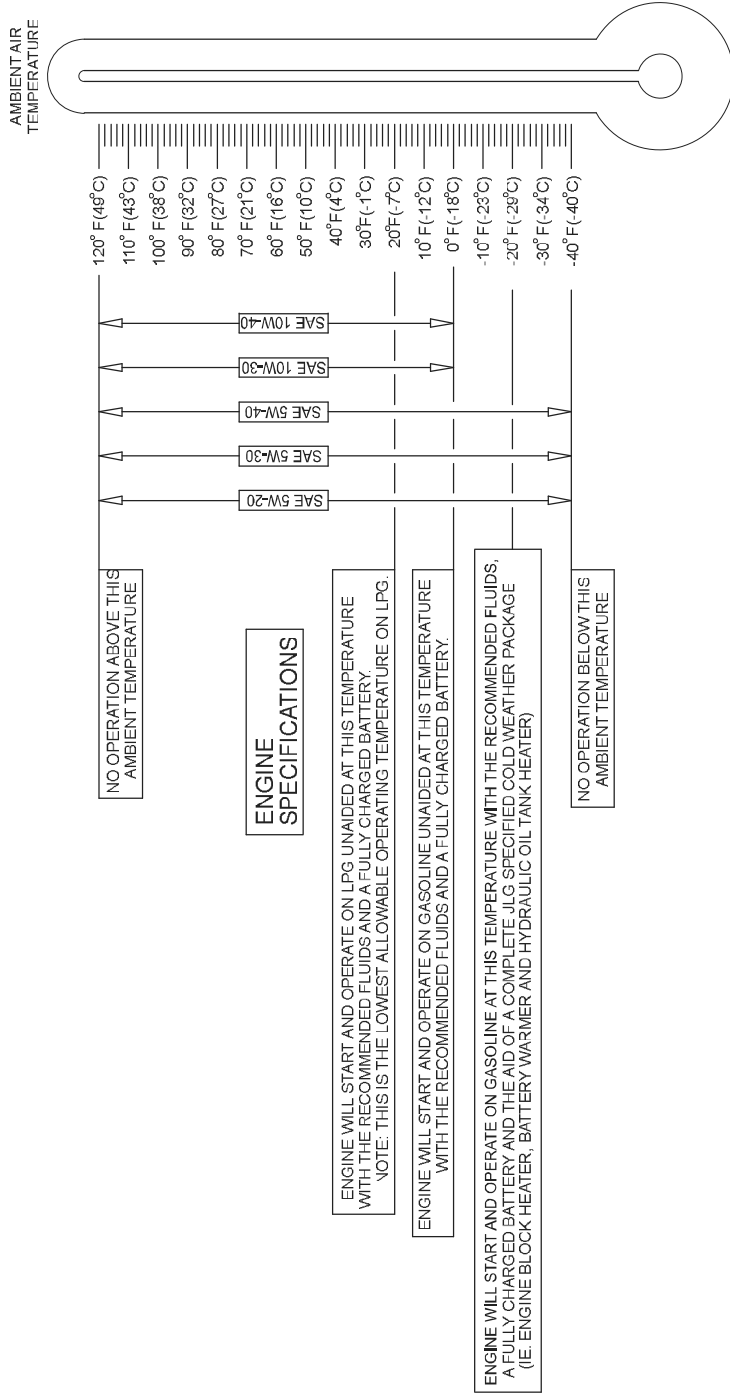 AMBIENT AIR
TEMPERATURE
120° F(49°C)
110° F(43°C)
100° F(38°C)
90° F(32°C)
80° F(27°C)
70° F(21°C)
60° F(16°C)
50° F(10°C)
40° F(4°C)
30°F(-1°C)
20°F(-7°C)
10° F(-12°C)
0° F(-18°C)
-10° F(-23°C)
-20° F(-29°C)
-30° F(-34°C)
-40° F(-40°C)
SAE 10W-40
SAE 10W-30
SAE 5W-40
SAE 5W-30
SAE 5W-20
NO OPERATION ABOVE THIS
AMBIENT TEMPERATURE
ENGINE
SPECIFICATIONS
ENGINE WILL START AND OPERATE ON LPG UNAIDED AT THIS TEMPERATURE
WITH THE RECOMMENDED FLUIDS AND A FULLY CHARGED BATTERY.
NOTE: THIS IS THE LOWEST ALLOWABLE OPERATING TEMPERATURE ON LPG.
ENGINE WILL START AND OPERATE ON GASOLINE UNAIDED AT THIS TEMPERATURE
WITH THE RECOMMENDED FLUIDS AND A FULLY CHARGED BATTERY.
ENGINE WILL START AND OPERATE ON GASOLINE AT THIS TEMPERATURE WITH THE RECOMMENDED FLUIDS,
A FULLY CHARGED BATTERY AND THE AID OF A COMPLETE JLG SPECIFIED COLD WEATHER PACKAGE
(IE. ENGINE BLOCK HEATER, BATTERY WARMER AND HYDRAULIC OIL TANK HEATER)
NO OPERATION BELOW THIS
AMBIENT TEMPERATURE